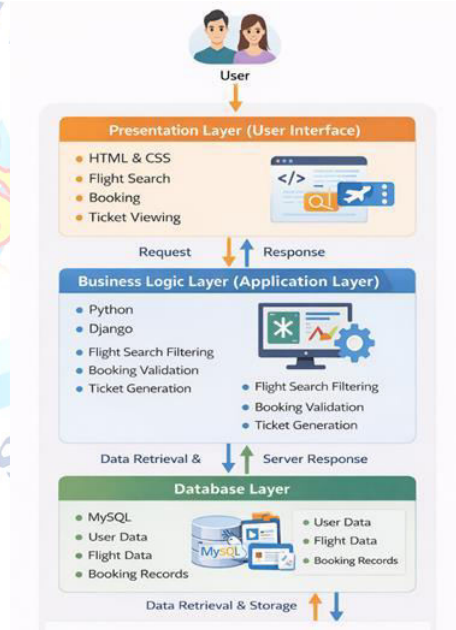 User
Presentation Layer (User Interface)
HTML & CSS
Flight Search
Booking
Ticket Viewing
</>
Request
Response
Business Logic Layer (Application Layer)
Python
Django
Flight Search Filtering
Booking Validation
Ticket Generation
Flight Search Filtering
Booking Validation
Ticket Generation
Data Retrieval &
Server Response
Database Layer
MySQL
User Data
Flight Data
Booking Records
MySQL
User Data
Flight Data
Booking Records
Data Retrieval & Storage